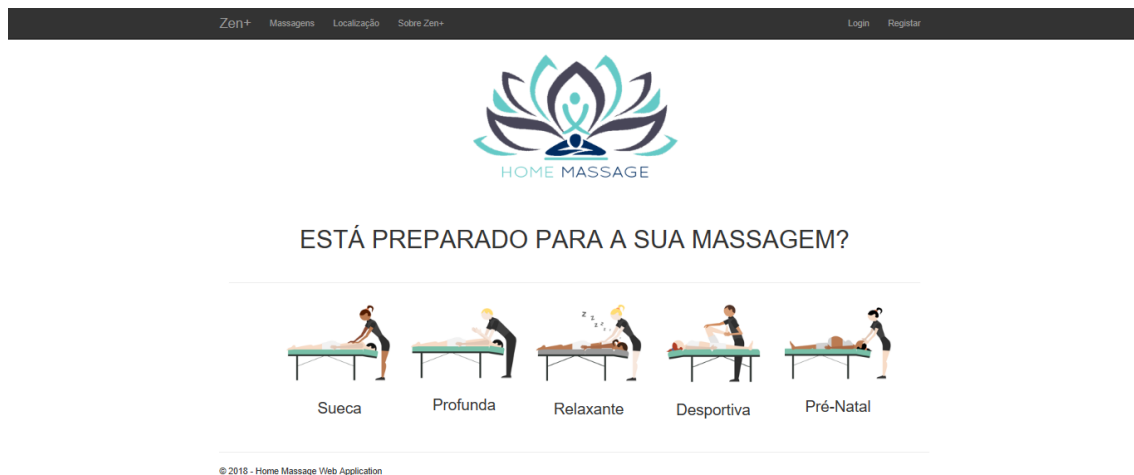 Zen+ Massagens Localização Sobre Zen+ Login Registar
HOME MASSAGE
ESTÁ PREPARADO PARA A SUA MASSAGEM?
z z z z z
Sueca Profunda Relaxante Desportiva Pré-Natal
© 2018 - Home Massage Web Application